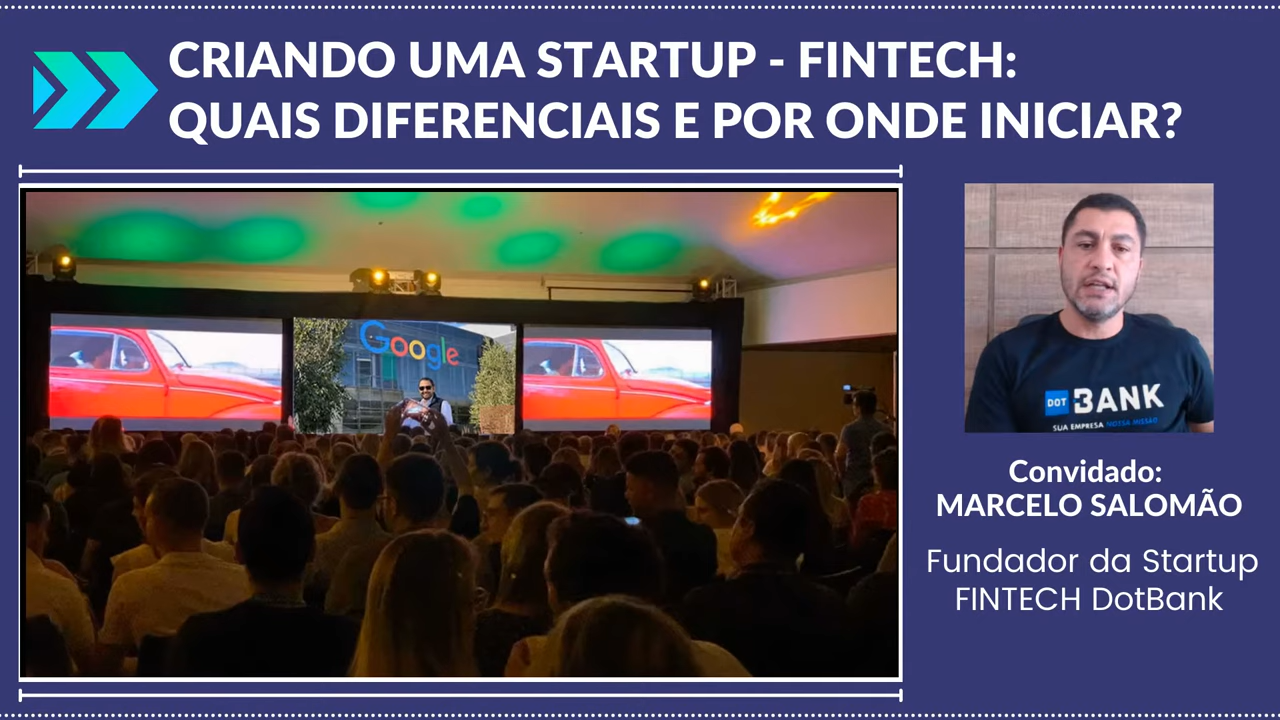 CRIANDO UMA STARTUP - FINTECH:
QUAIS DIFERENCIAIS E POR ONDE INICIAR?
Google
DOT BANK
SUA EMPRESA NOSSA MISSÃO
Convidado:
MARCELO SALOMÃO
Fundador da Startup
FINTECH DotBank